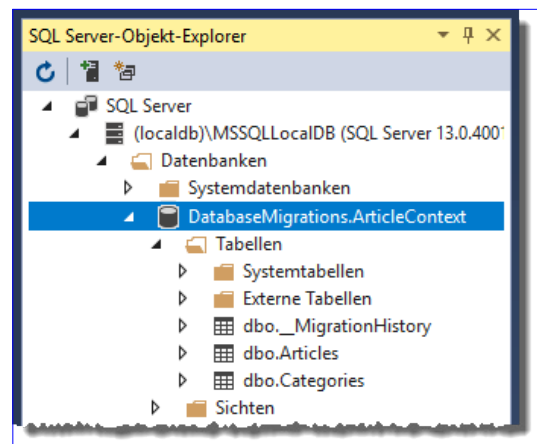 SQL Server-Objekt-Explorer
SQL Server
(localdb)\MSSQLLocalDB (SQL Server 13.0.4001
Datenbanken
Systemdatenbanken
DatabaseMigrations.ArticleContext
Tabellen
Systemtabellen
Externe Tabellen
dbo.__MigrationHistory
dbo.Articles
dbo.Categories
Sichten